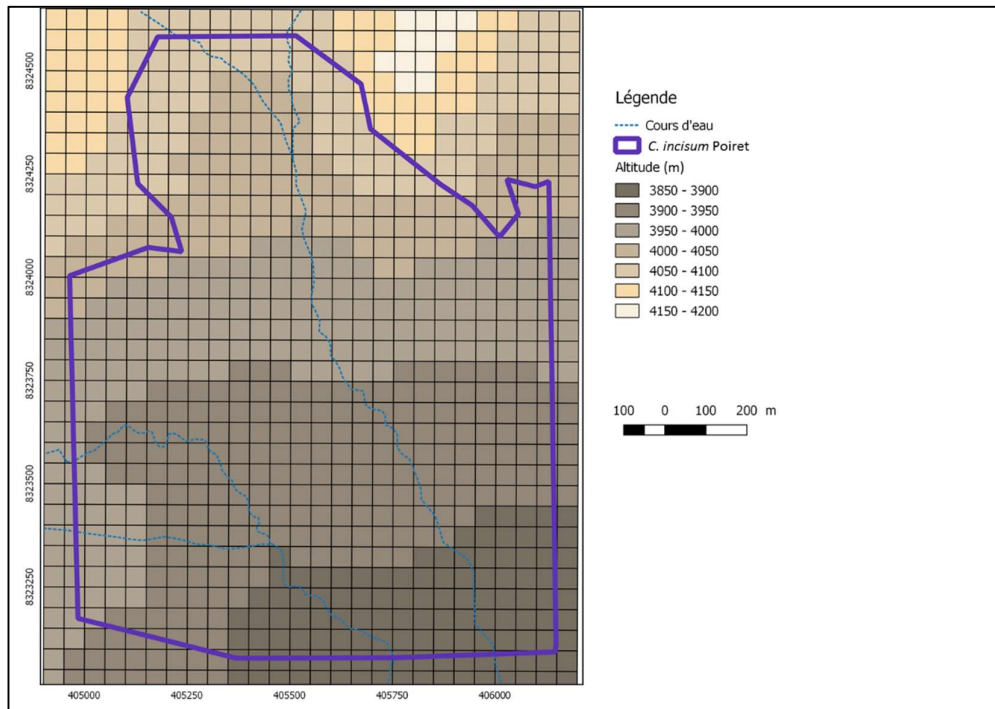 8324500
8324250
8324000
8323750
8323500
8323250
405000 405250 405500 405750 406000
Légende
Cours d'eau
C. incisum Poiret
Altitude (m)
3850 - 3900
3900 - 3950
3950 - 4000
4000 - 4050
4050 - 4100
4100 - 4150
4150 - 4200
100 0 100 200 m